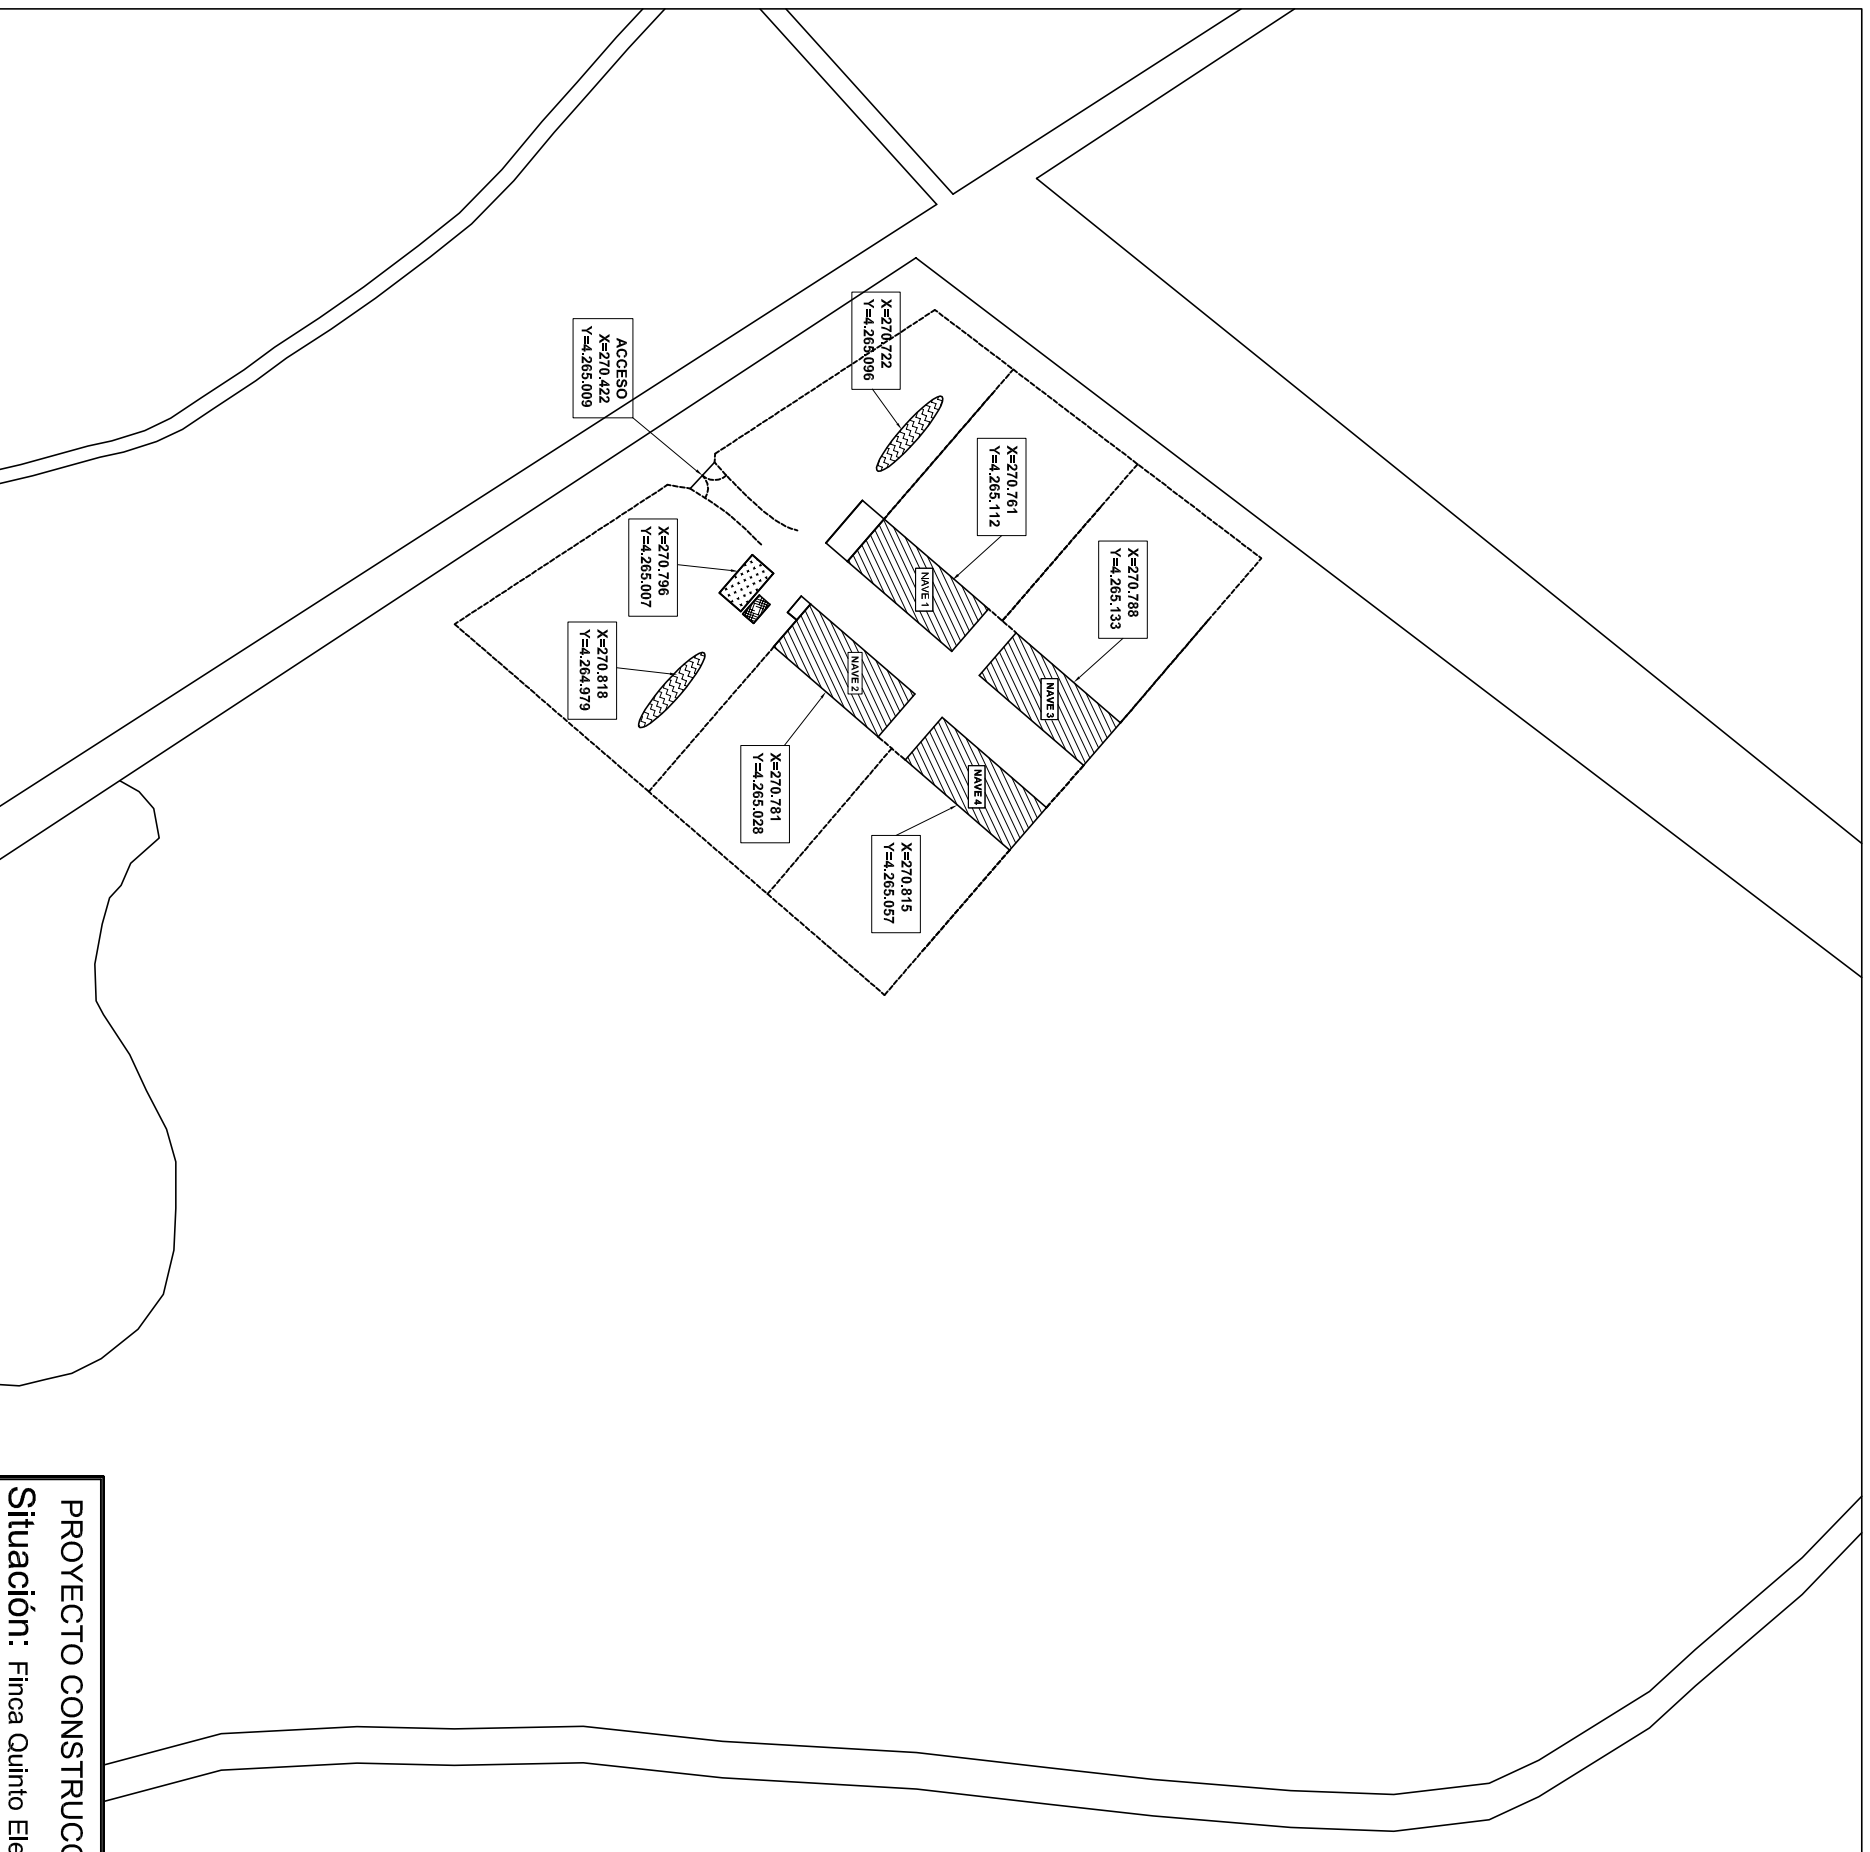 X=270.788
Y=4.265.133
X=270.761
Y=4.265.112
X=270.722
Y=4.265.096
ACCESO
X=270.422
Y=4.265.009
NAVE 1
NAVE 3
NAVE 2
NAVE 4
X=270.796
Y=4.265.007
X=270.818
Y=4.264.979
X=270.781
Y=4.265.028
X=270.815
Y=4.265.057
PROYECTO CONSTRUCC
Situación: Finca Quinto Ele